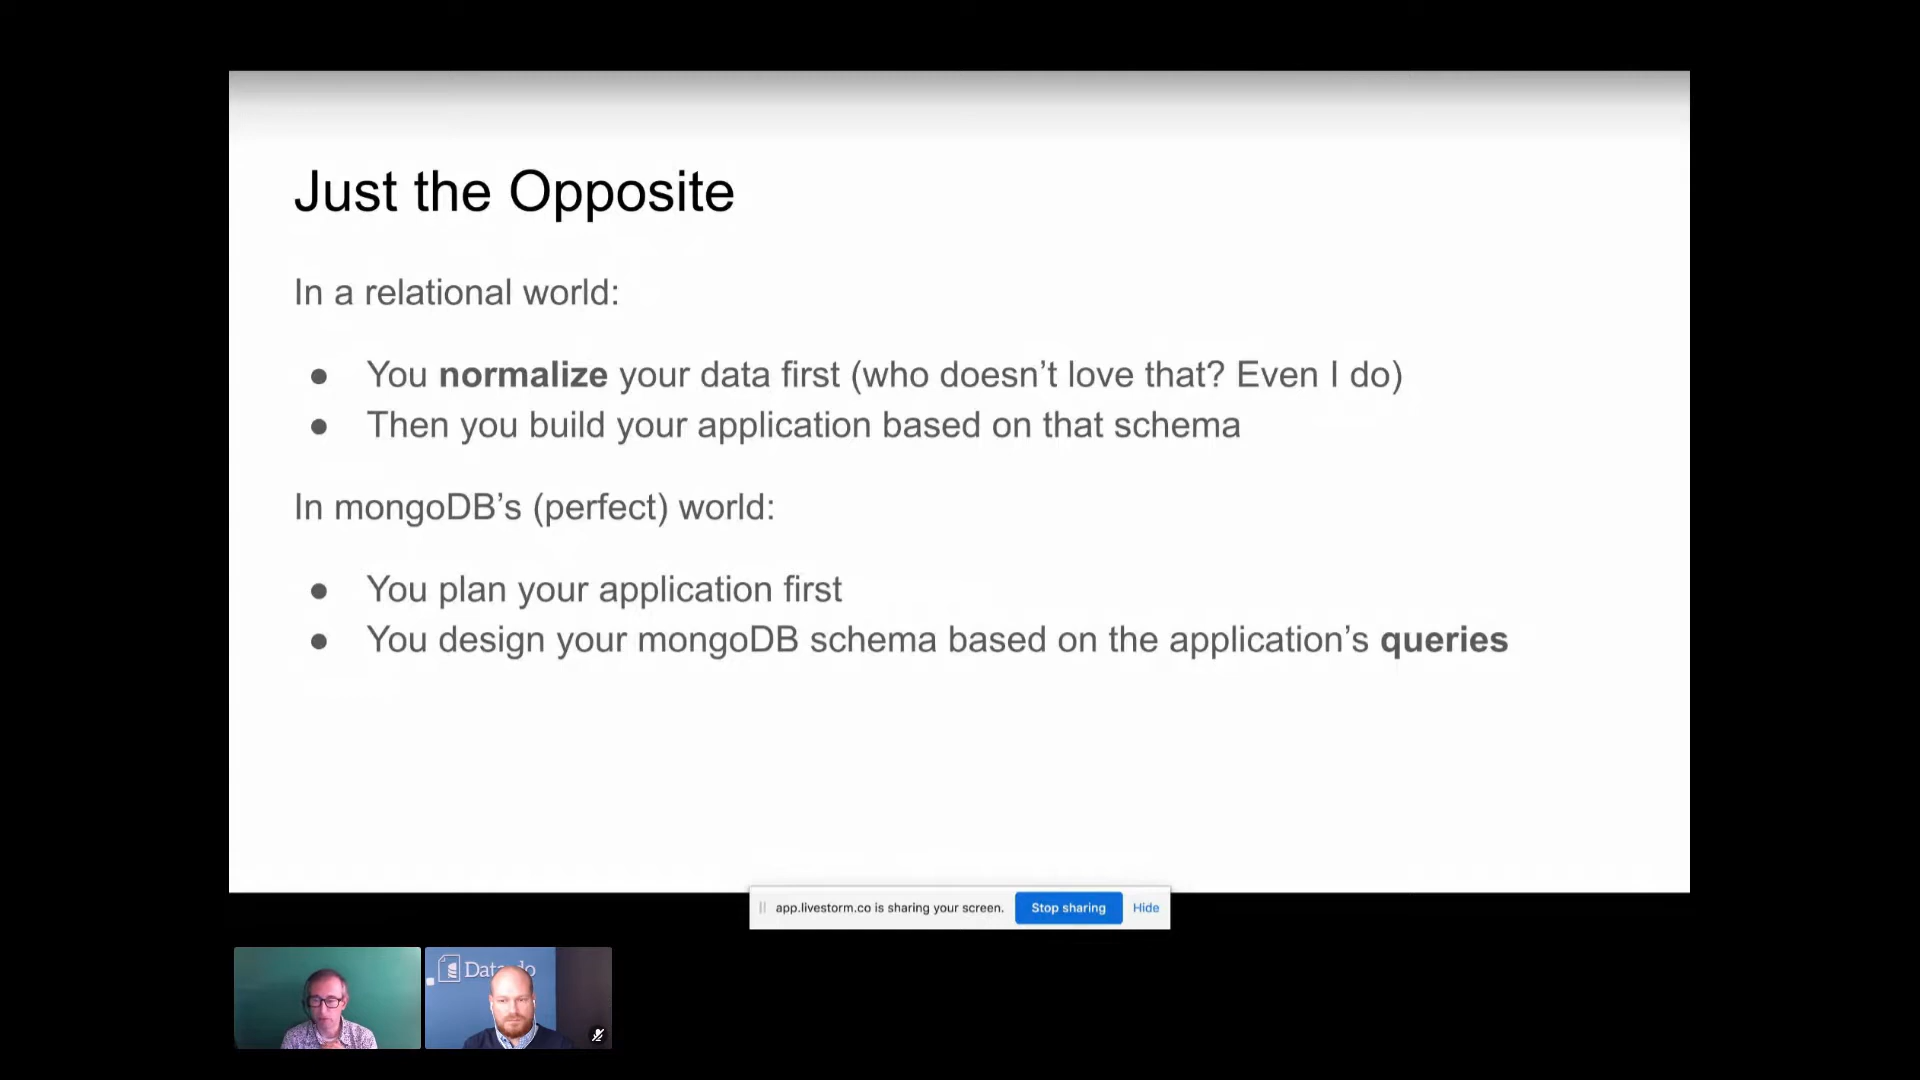 Just the Opposite
In a relational world:
● You normalize your data first (who doesn’t love that? Even I do)
● Then you build your application based on that schema
In mongoDB’s (perfect) world:
● You plan your application first
● You design your mongoDB schema based on the application’s queries
app.livestorm.co is sharing your screen. Stop sharing Hide